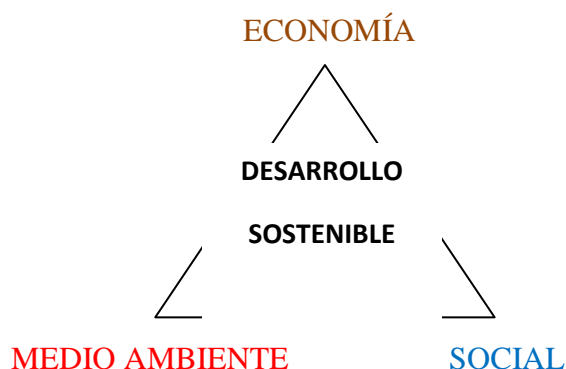 ECONOMÍA
DESARROLLO
SOSTENIBLE
MEDIO AMBIENTE
SOCIAL